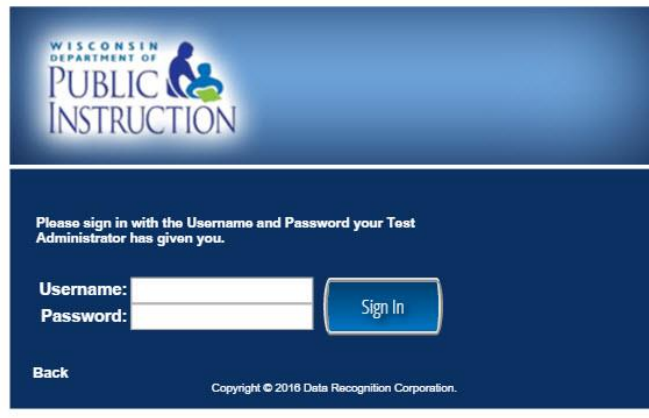 WISCONSIN
DEPARTMENT OF
PUBLIC
INSTRUCTION
Please sign in with the Username and Password your Test
Administrator has given you.
Username:
Sign In
Password:
Back
Copyright © 2016 Data Recognition Corporation.